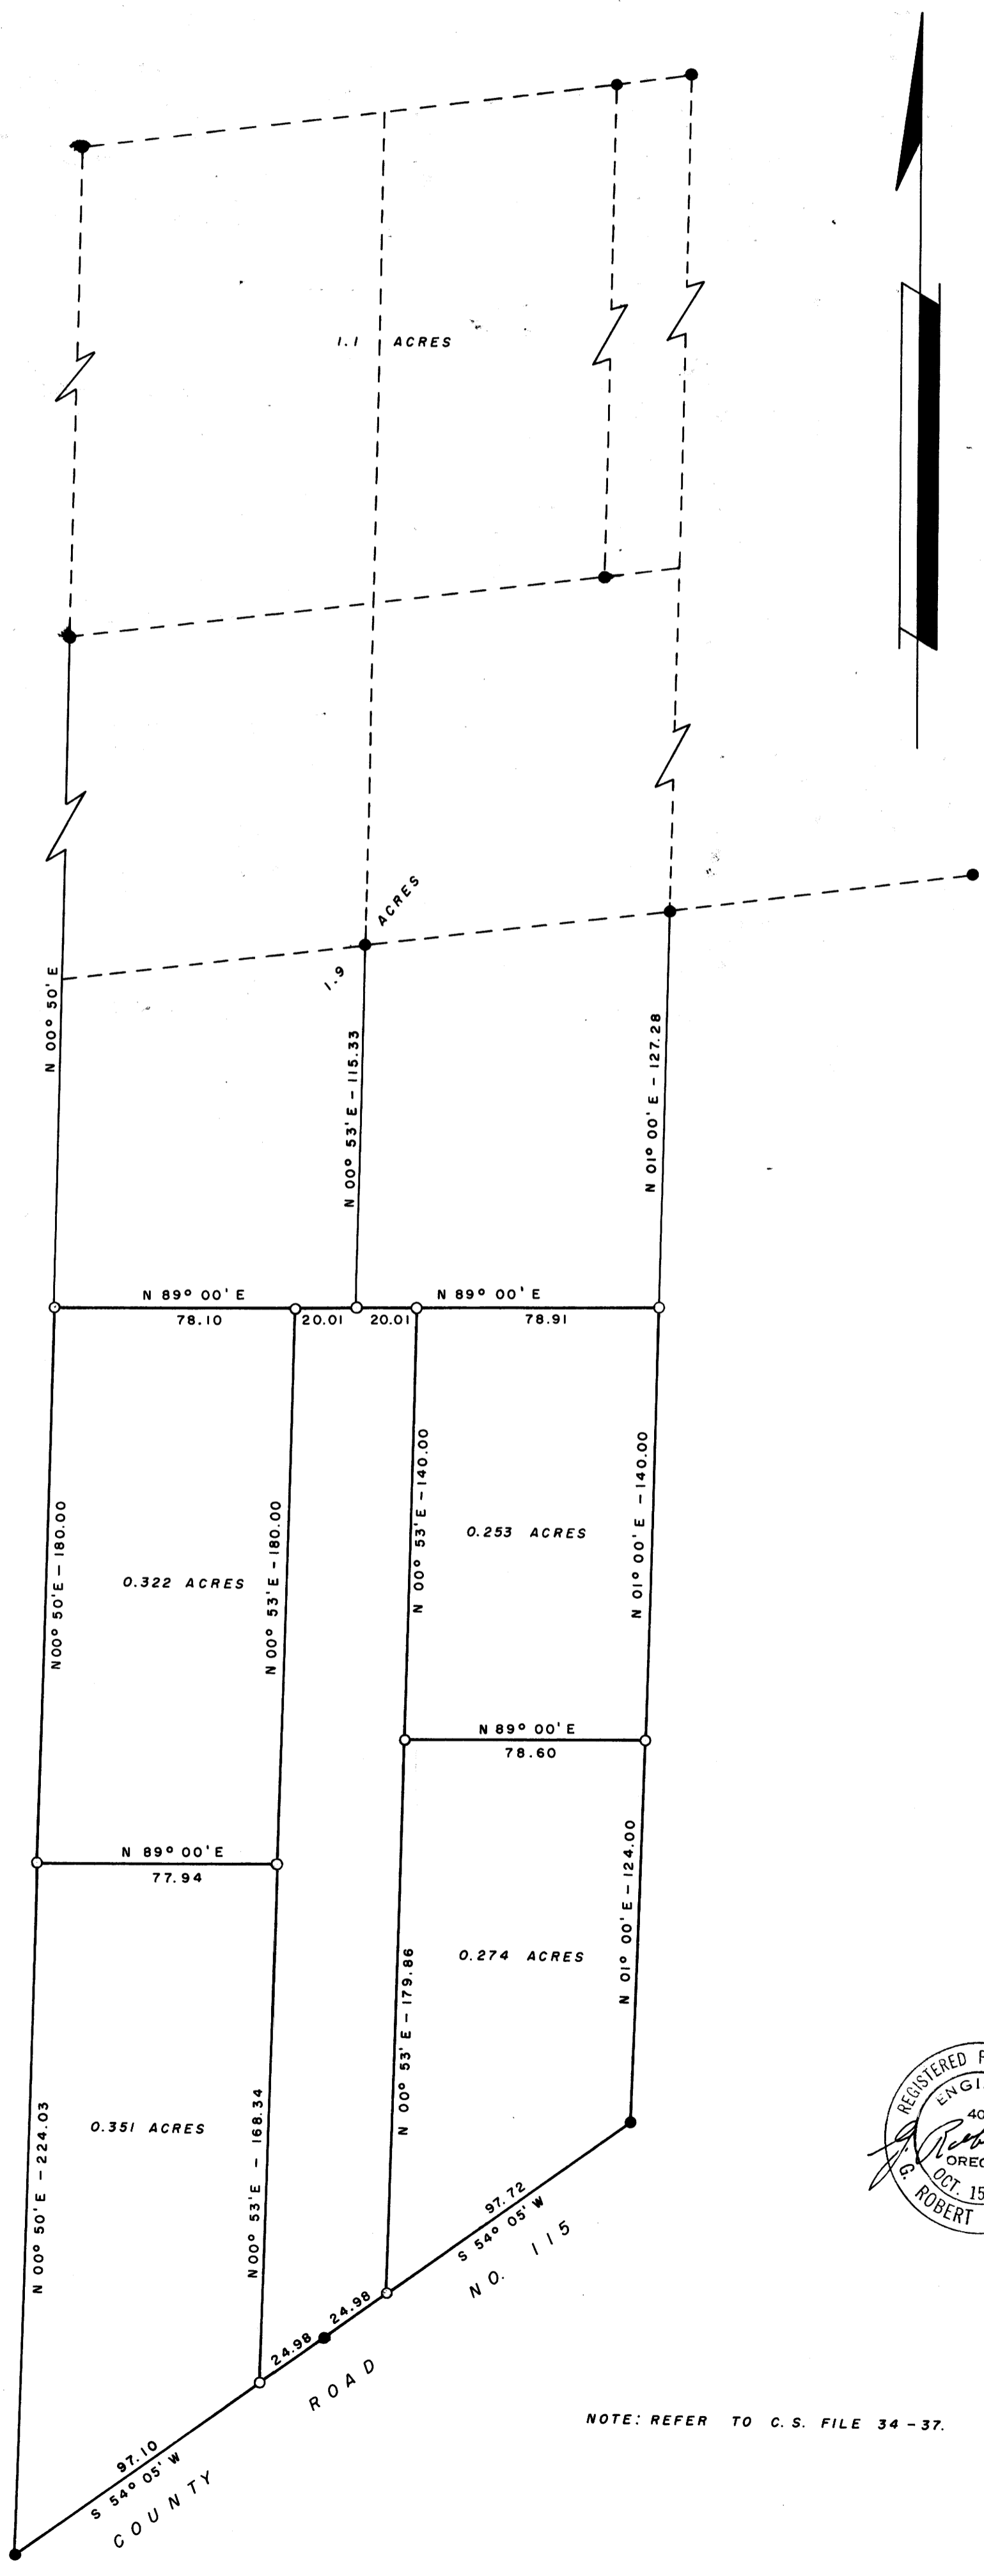 1.1 ACRES
1.9 ACRES
N 00° 50' E
N 00° 53' E - 115.33
N 01° 00' E - 127.28
N 89° 00' E
N 89° 00' E
78.10
20.01
20.01
78.91
N 00° 50' E - 180.00
N 00° 53' E - 180.00
N 00° 53' E - 140.00
N 01° 00' E - 140.00
0.253 ACRES
0.322 ACRES
N 89° 00' E
78.60
N 89° 00' E
77.94
N 01° 00' E - 124.00
0.274 ACRES
N 00° 53' E - 179.86
0.351 ACRES
N 00° 50' E - 224.03
N 00° 53' E - 168.34
97.72
S 54° 05' W
24.98
24.98
97.10
S 54° 05' W
COUNTY ROAD NO. 115
REGISTERED
ENGI
40
OREG
OCT. 15
G. ROBERT
NOTE: REFER TO C.S. FILE 34-37.